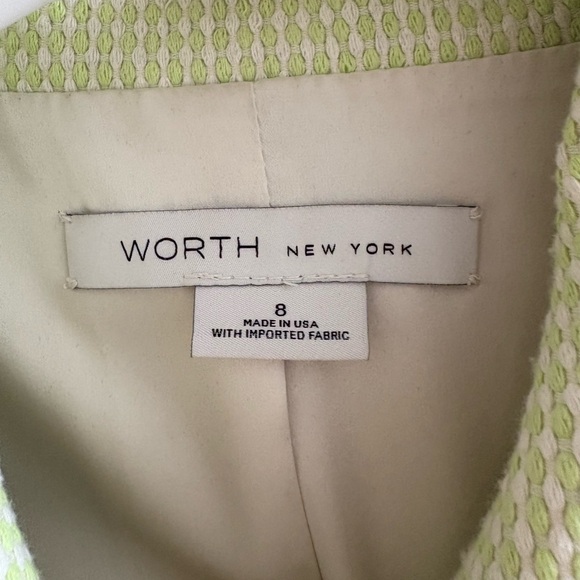 WORTH NEW YORK
8
MADE IN USA
WITH IMPORTED FABRIC